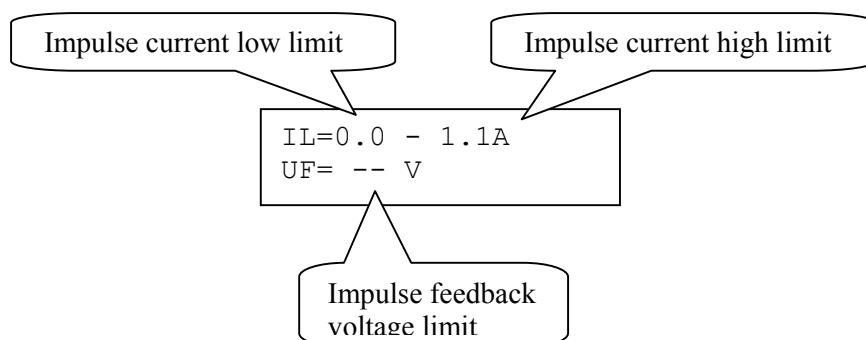 Impulse current low limit
Impulse current high limit
IL=0.0 - 1.1A
UF= -- V
Impulse feedback
voltage limit